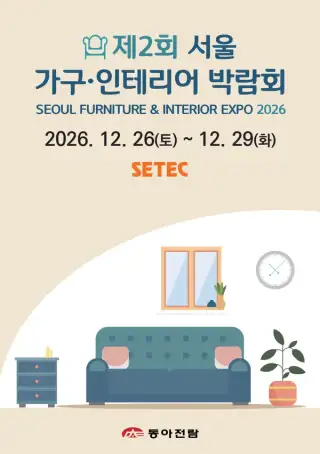 제2회 서울
가구·인테리어 박람회
SEOUL FURNITURE & INTERIOR EXPO 2026
2026. 12. 26(토) ~ 12. 29(화)
SETEC
동아전람